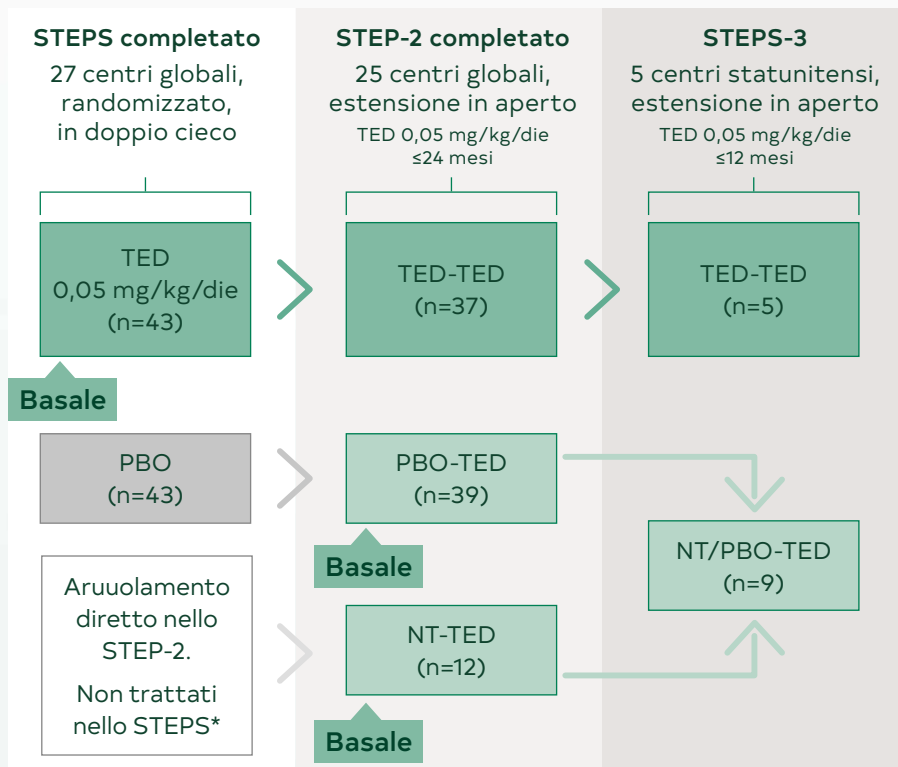 STEPS completato
27 centri globali,
randomizzato,
in doppio cieco
STEP-2 completato
25 centri globali,
estensione in aperto
TED 0,05 mg/kg/die
≤24 mesi
STEPS-3
5 centri statunitensi,
estensione in aperto
TED 0,05 mg/kg/die
≤12 mesi
TED
0,05 mg/kg/die
(n=43)
TED-TED
(n=37)
TED-TED
(n=5)
Basale
PBO
(n=43)
PBO-TED
(n=39)
Basale
NT/PBO-TED
(n=9)
Aruuolamento
diretto nello
STEP-2.
Non trattati
nello STEPS*
NT-TED
(n=12)
Basale